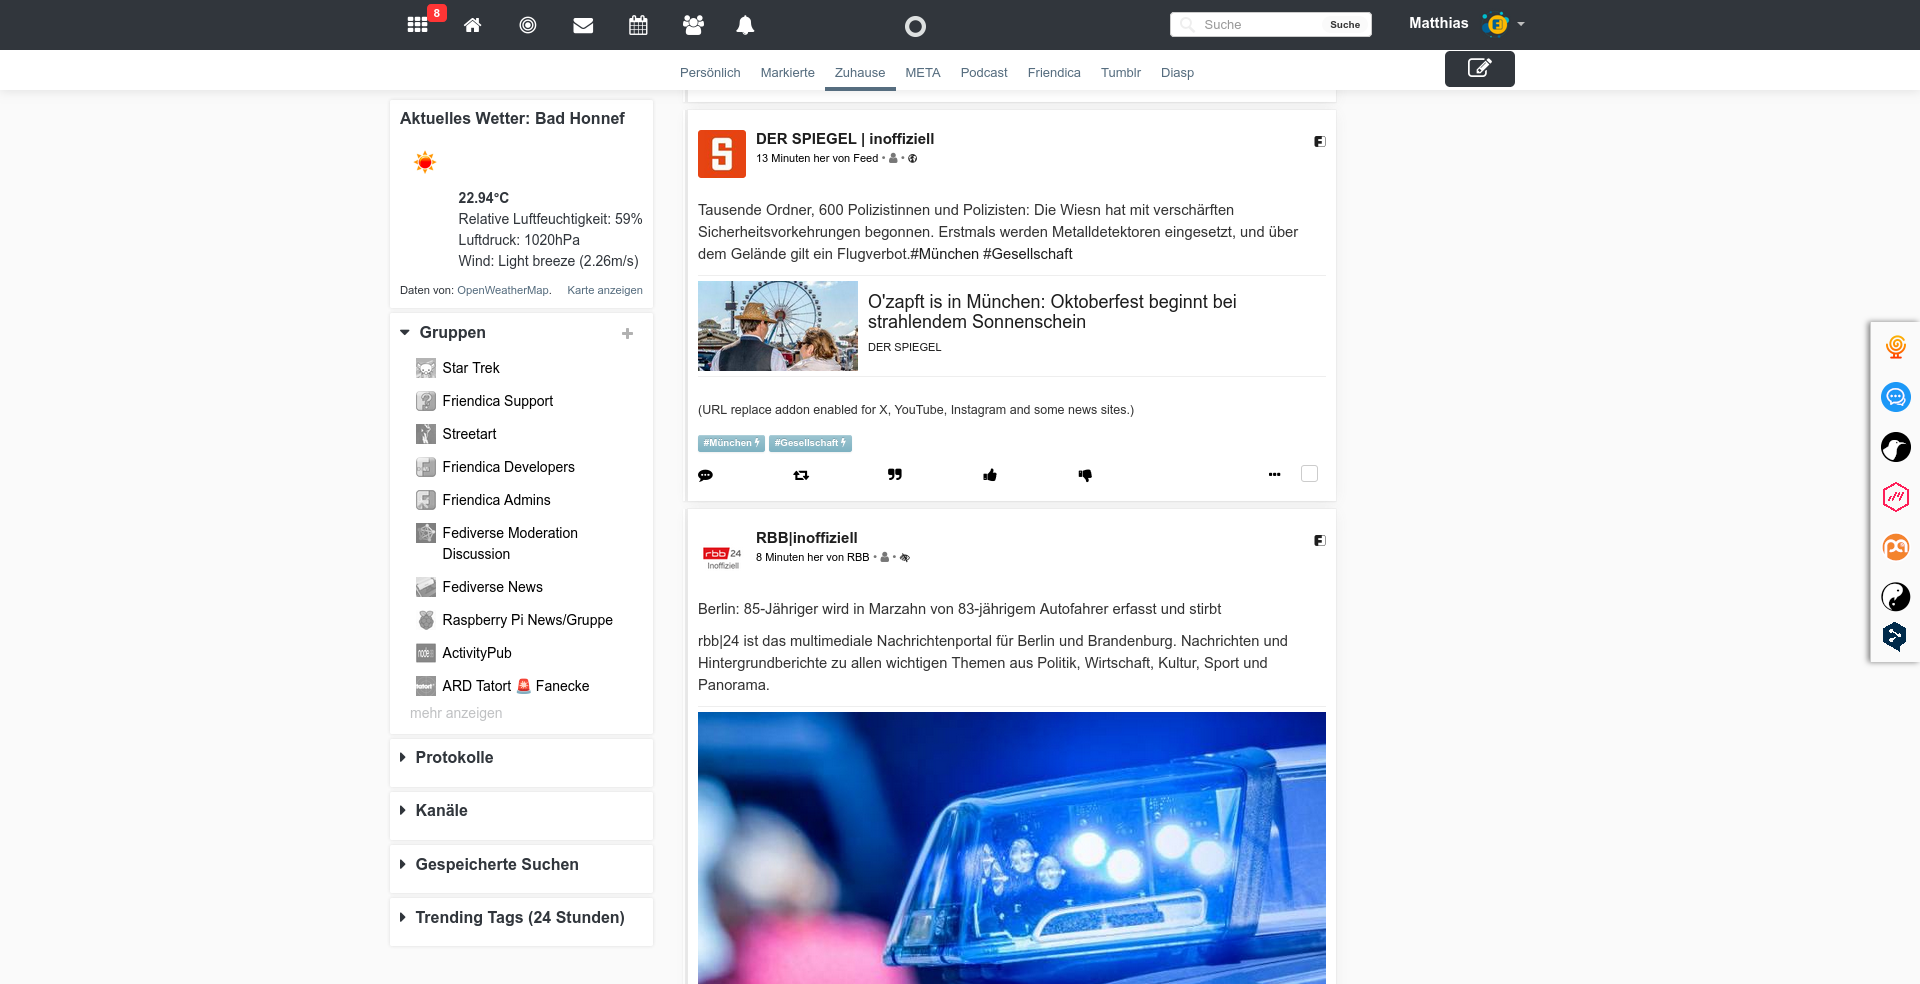 8
Suche
Suche
Matthias
Persönlich
Markierte
Zuhause
META
Podcast
Friendica
Tumblr
Diasp
Aktuelles Wetter: Bad Honnef
22.94°C
Relative Luftfeuchtigkeit: 59%
Luftdruck: 1020hPa
Wind: Light breeze (2.26m/s)
Daten von: OpenWeatherMap.
Karte anzeigen
Gruppen
Star Trek
Friendica Support
Streetart
Friendica Developers
Friendica Admins
Fediverse Moderation
Discussion
Fediverse News
Raspberry Pi News/Gruppe
ActivityPub
ARD Tatort 🚨 Fanecke
mehr anzeigen
Protokolle
Kanäle
Gespeicherte Suchen
Trending Tags (24 Stunden)
DER SPIEGEL | inoffiziell
13 Minuten her von Feed • •
Tausende Ordner, 600 Polizistinnen und Polizisten: Die Wiesn hat mit verschärften
Sicherheitsvorkehrungen begonnen. Erstmals werden Metalldetektoren eingesetzt, und über
dem Gelände gilt ein Flugverbot.#München #Gesellschaft
O'zapft is in München: Oktoberfest beginnt bei
strahlendem Sonnenschein
DER SPIEGEL
(URL replace addon enabled for X, YouTube, Instagram and some news sites.)
#München
#Gesellschaft
rbb 24
Inoffiziell
RBB|inoffiziell
8 Minuten her von RBB • •
Berlin: 85-Jähriger wird in Marzahn von 83-jährigem Autofahrer erfasst und stirbt
rbb|24 ist das multimediale Nachrichtenportal für Berlin und Brandenburg. Nachrichten und
Hintergrundberichte zu allen wichtigen Themen aus Politik, Wirtschaft, Kultur, Sport und
Panorama.